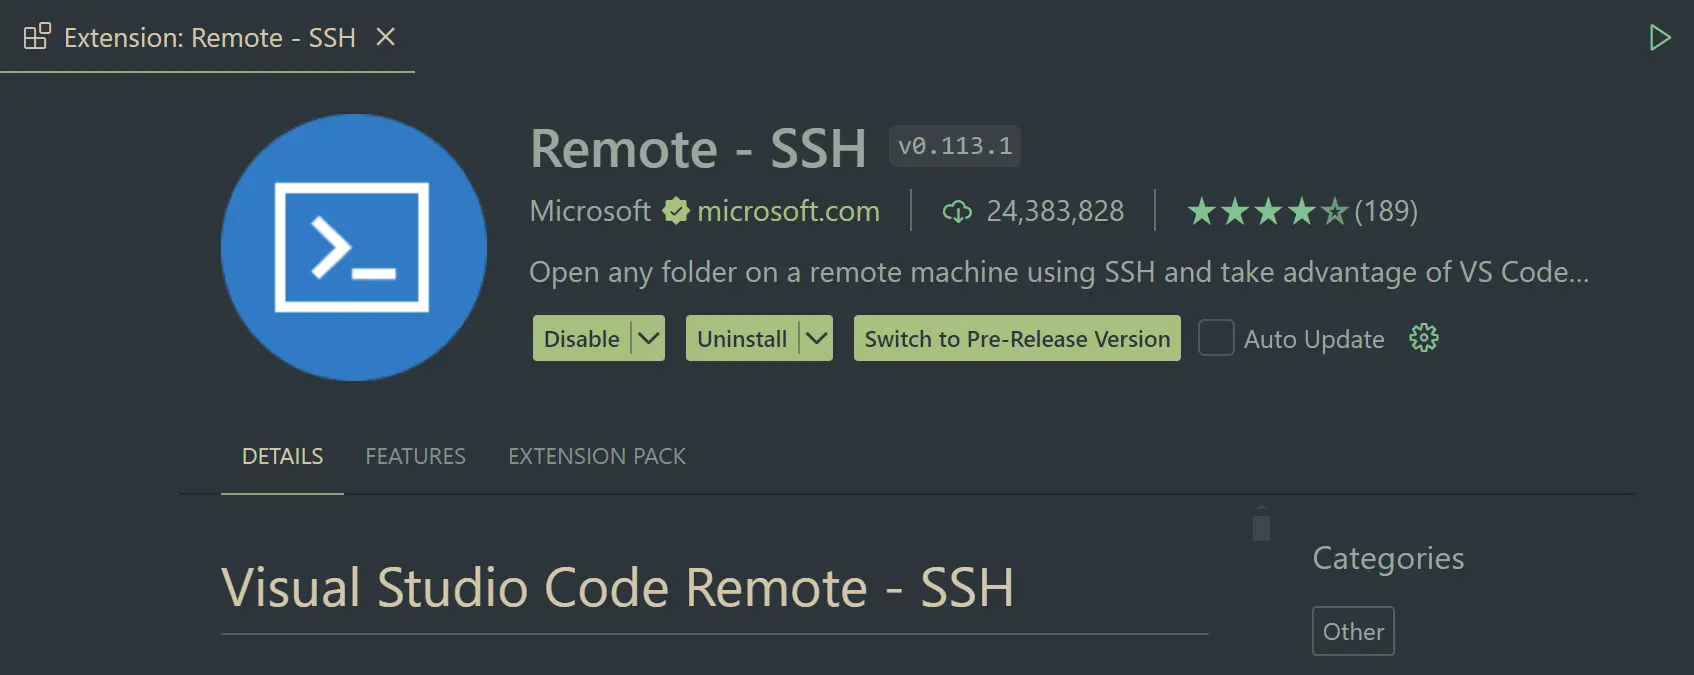 Extension: Remote - SSH
Remote - SSH v0.113.1
Microsoft microsoft.com 24,383,828 (189)
Open any folder on a remote machine using SSH and take advantage of VS Code...
Disable Uninstall Switch to Pre-Release Version Auto Update
DETAILS FEATURES EXTENSION PACK
Visual Studio Code Remote - SSH
Categories
Other